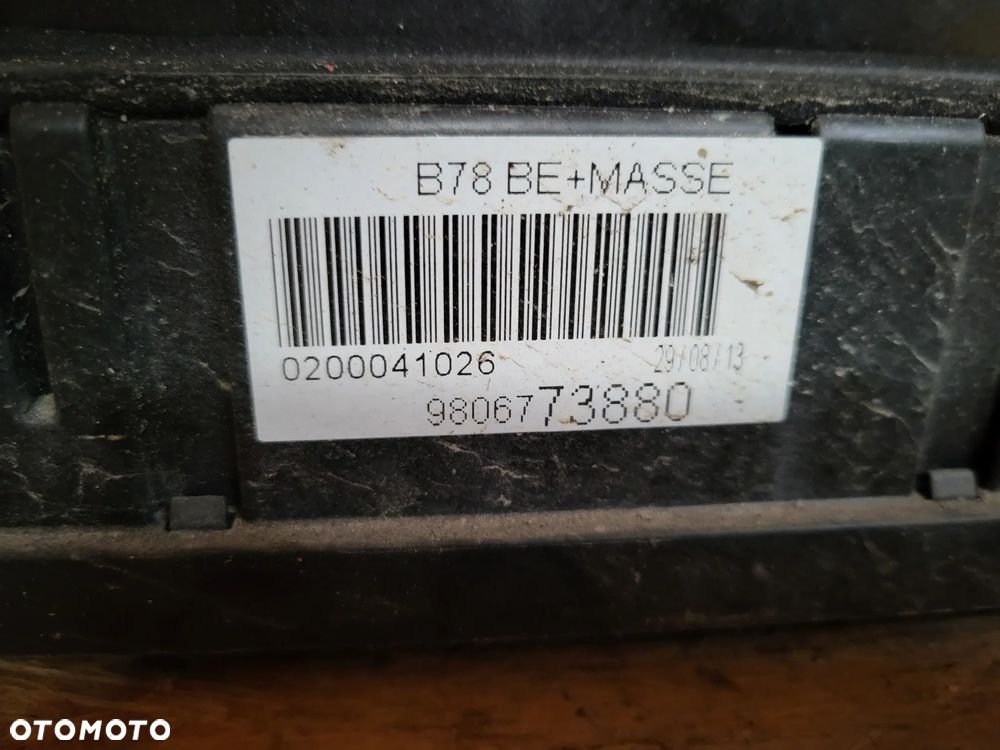 B78 BE+MASSE
0200041026
29/08/13
9806773880
OTOMOTO